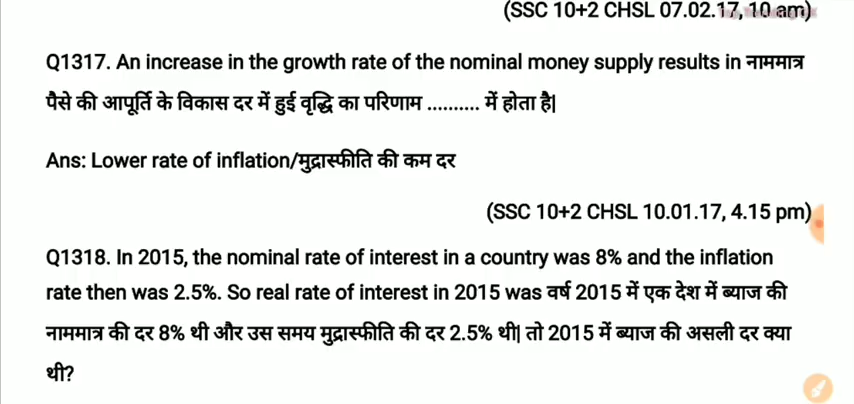 (SSC 10+2 CHSL 07.02.17, 10 am)
Q1317. An increase in the growth rate of the nominal money supply results in नाममात्र
पैसे की आपूर्ति के विकास दर में हुई वृद्धि का परिणाम .......... में होता है|
Ans: Lower rate of inflation/मुद्रास्फीति की कम दर
(SSC 10+2 CHSL 10.01.17, 4.15 pm)
Q1318. In 2015, the nominal rate of interest in a country was 8% and the inflation
rate then was 2.5%. So real rate of interest in 2015 was वर्ष 2015 में एक देश में ब्याज की
नाममात्र की दर 8% थी और उस समय मुद्रास्फीति की दर 2.5% थी| तो 2015 में ब्याज की असली दर क्या
थी?